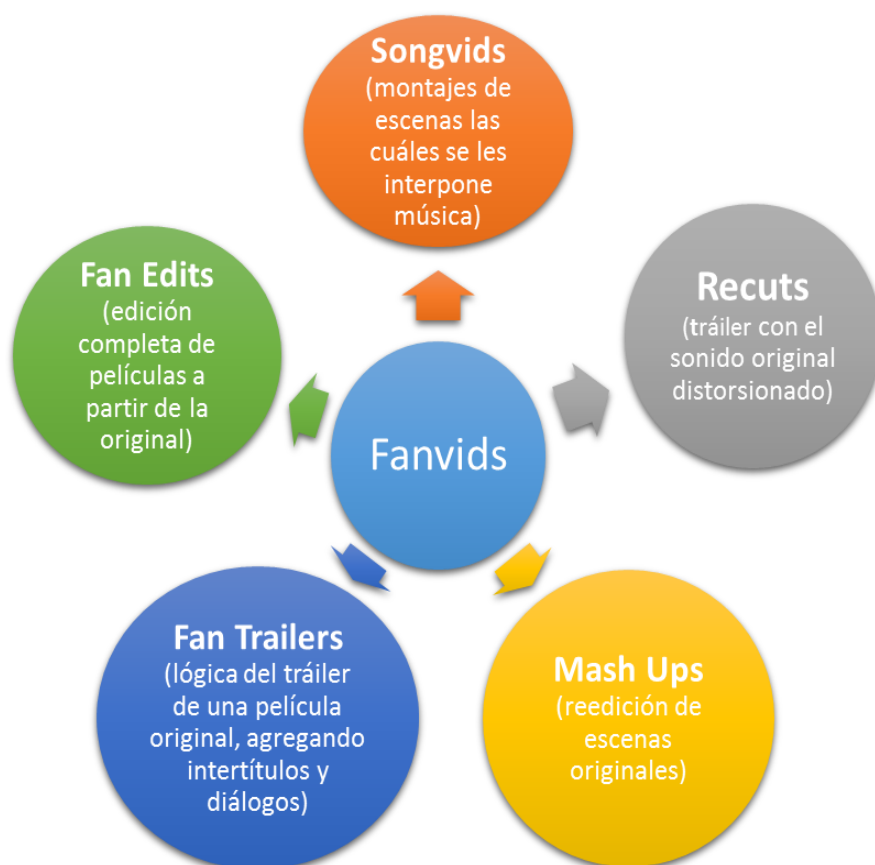 Songvids
(montajes de
escenas las
cuáles se les
interpone
música)
Fan Edits
(edición
completa de
películas a
partir de la
original)
Recuts
(tráiler con el
sonido original
distorsionado)
Fanvids
Fan Trailers
(lógica del tráiler
de una película
original, agregando
intertítulos y
diálogos)
Mash Ups
(reedición de
escenas
originales)